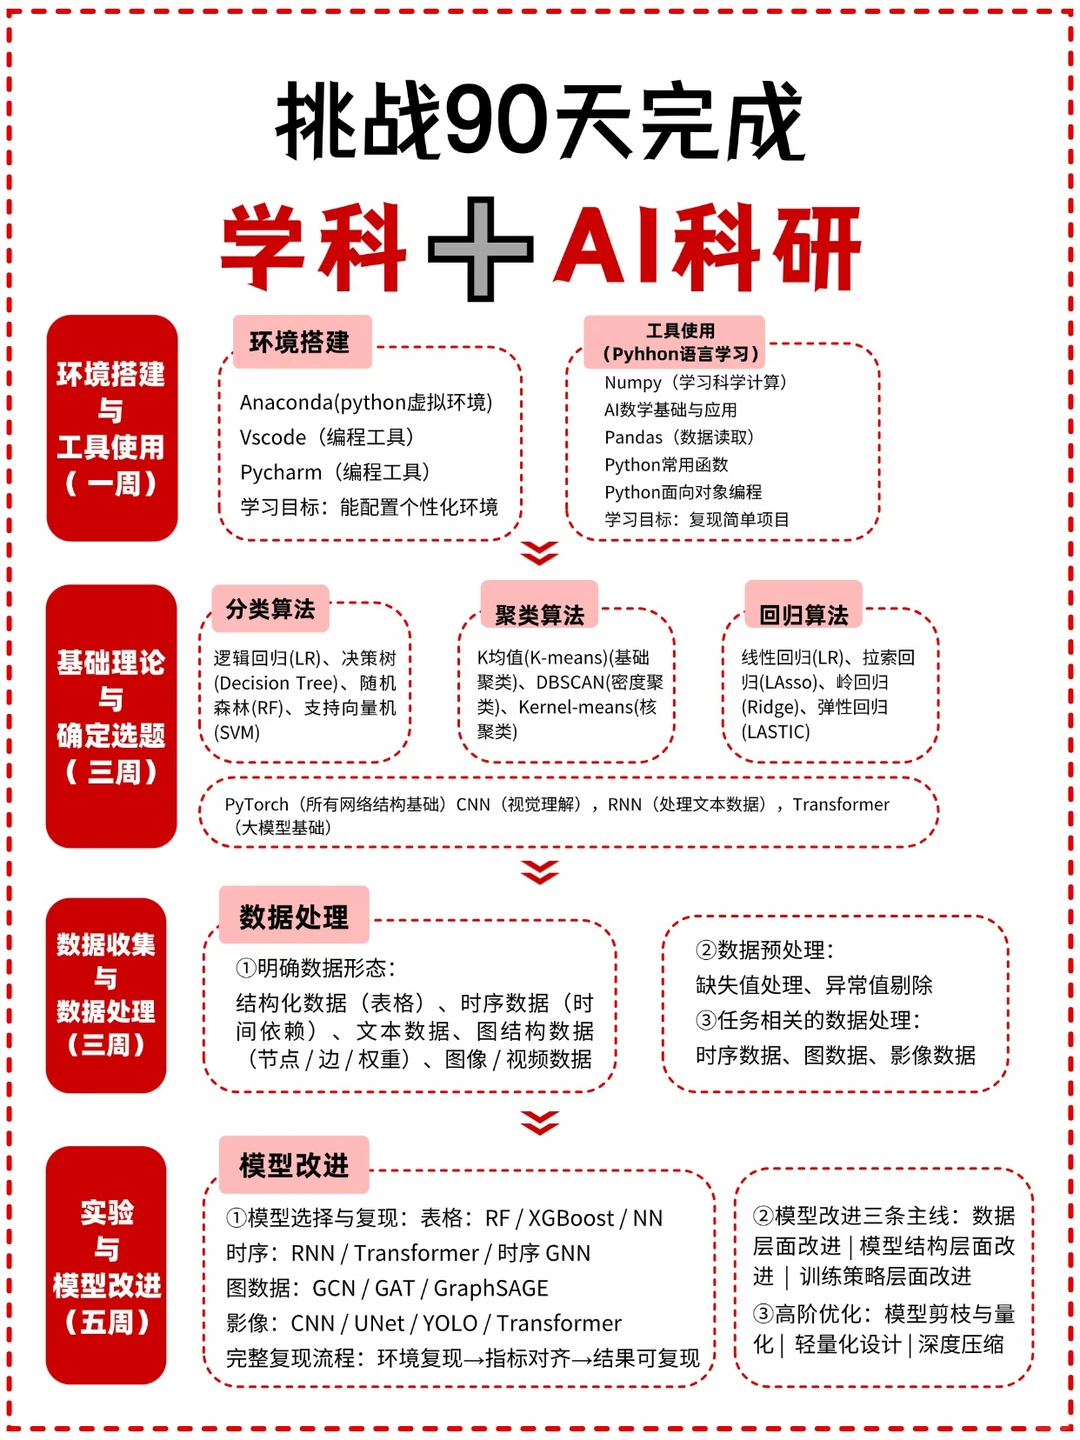 挑战90天完成
学科+AI科研
环境搭建
与
工具使用
（一周）
环境搭建
Anaconda(python虚拟环境)
Vscode（编程工具）
Pycharm（编程工具）
学习目标：能配置个性化环境
工具使用
（Pyhhon语言学习）
Numpy（学习科学计算）
AI数学基础与应用
Pandas（数据读取）
Python常用函数
Python面向对象编程
学习目标：复现简单项目
基础理论
与
确定选题
（三周）
分类算法
逻辑回归(LR)、决策树
(Decision Tree)、随机
森林(RF)、支持向量机
(SVM)
聚类算法
K均值(K-means)(基础
聚类)、DBSCAN(密度聚
类)、Kernel-means(核
聚类)
回归算法
线性回归(LR)、拉索回
归(LAsso)、岭回归
(Ridge)、弹性回归
(LASTIC)
PyTorch（所有网络结构基础）CNN（视觉理解），RNN（处理文本数据），Transformer
（大模型基础）
数据收集
与
数据处理
（三周）
数据处理
①明确数据形态：
结构化数据（表格）、时序数据（时
间依赖）、文本数据、图结构数据
（节点 / 边 / 权重）、图像 / 视频数据
②数据预处理：
缺失值处理、异常值剔除
③任务相关的数据处理：
时序数据、图数据、影像数据
实验
与
模型改进
（五周）
模型改进
①模型选择与复现：表格：RF / XGBoost / NN
时序：RNN / Transformer / 时序 GNN
图数据：GCN / GAT / GraphSAGE
影像：CNN / UNet / YOLO / Transformer
完整复现流程：环境复现→指标对齐→结果可复现
②模型改进三条主线：数据
层面改进 | 模型结构层面改
进 | 训练策略层面改进
③高阶优化：模型剪枝与量
化 | 轻量化设计 | 深度压缩